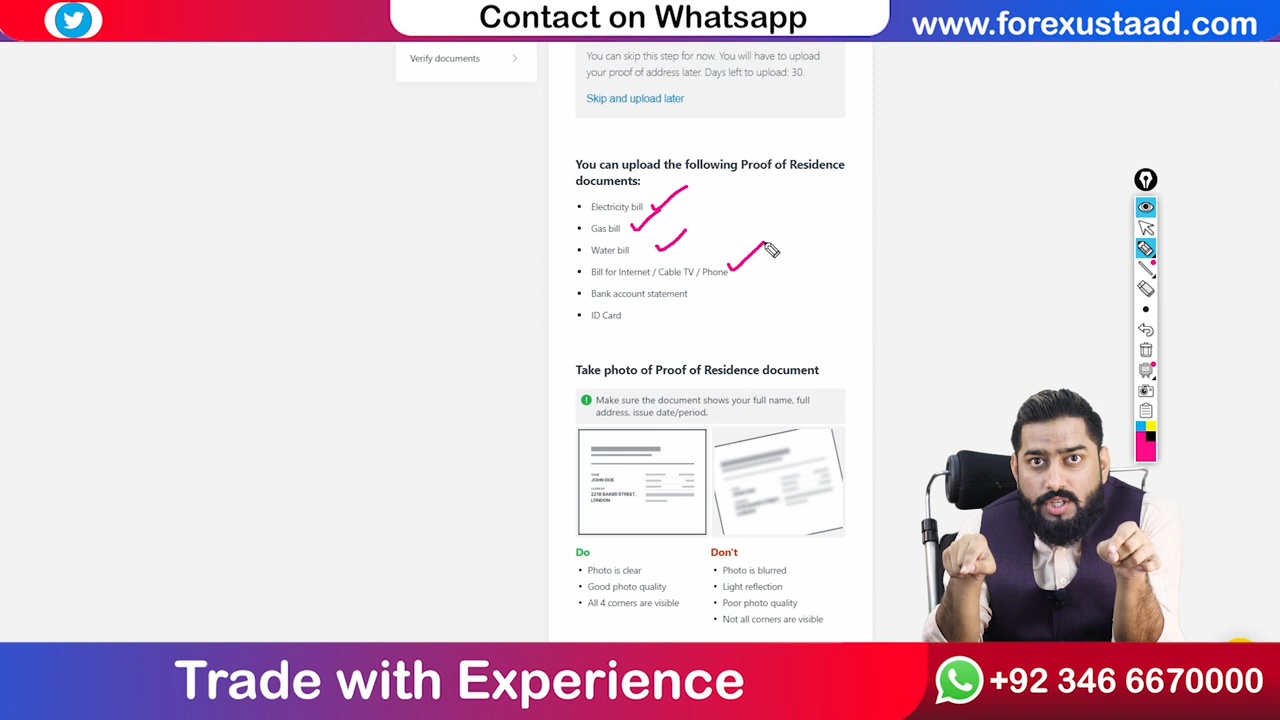 Contact on Whatsapp
www.forexustaad.com
Verify documents
You can skip this step for now. You will have to upload
your proof of address later. Days left to upload: 30.
Skip and upload later
You can upload the following Proof of Residence
documents:
Electricity bill
Gas bill
Water bill
Bill for Internet / Cable TV / Phone
Bank account statement
ID Card
Take photo of Proof of Residence document
Make sure the document shows your full name, full
address, issue date/period.
JOHN DOE
221B BAKER STREET,
LONDON
Do
Photo is clear
Good photo quality
All 4 corners are visible
Don't
Photo is blurred
Light reflection
Poor photo quality
Not all corners are visible
Trade with Experience
+92 346 6670000